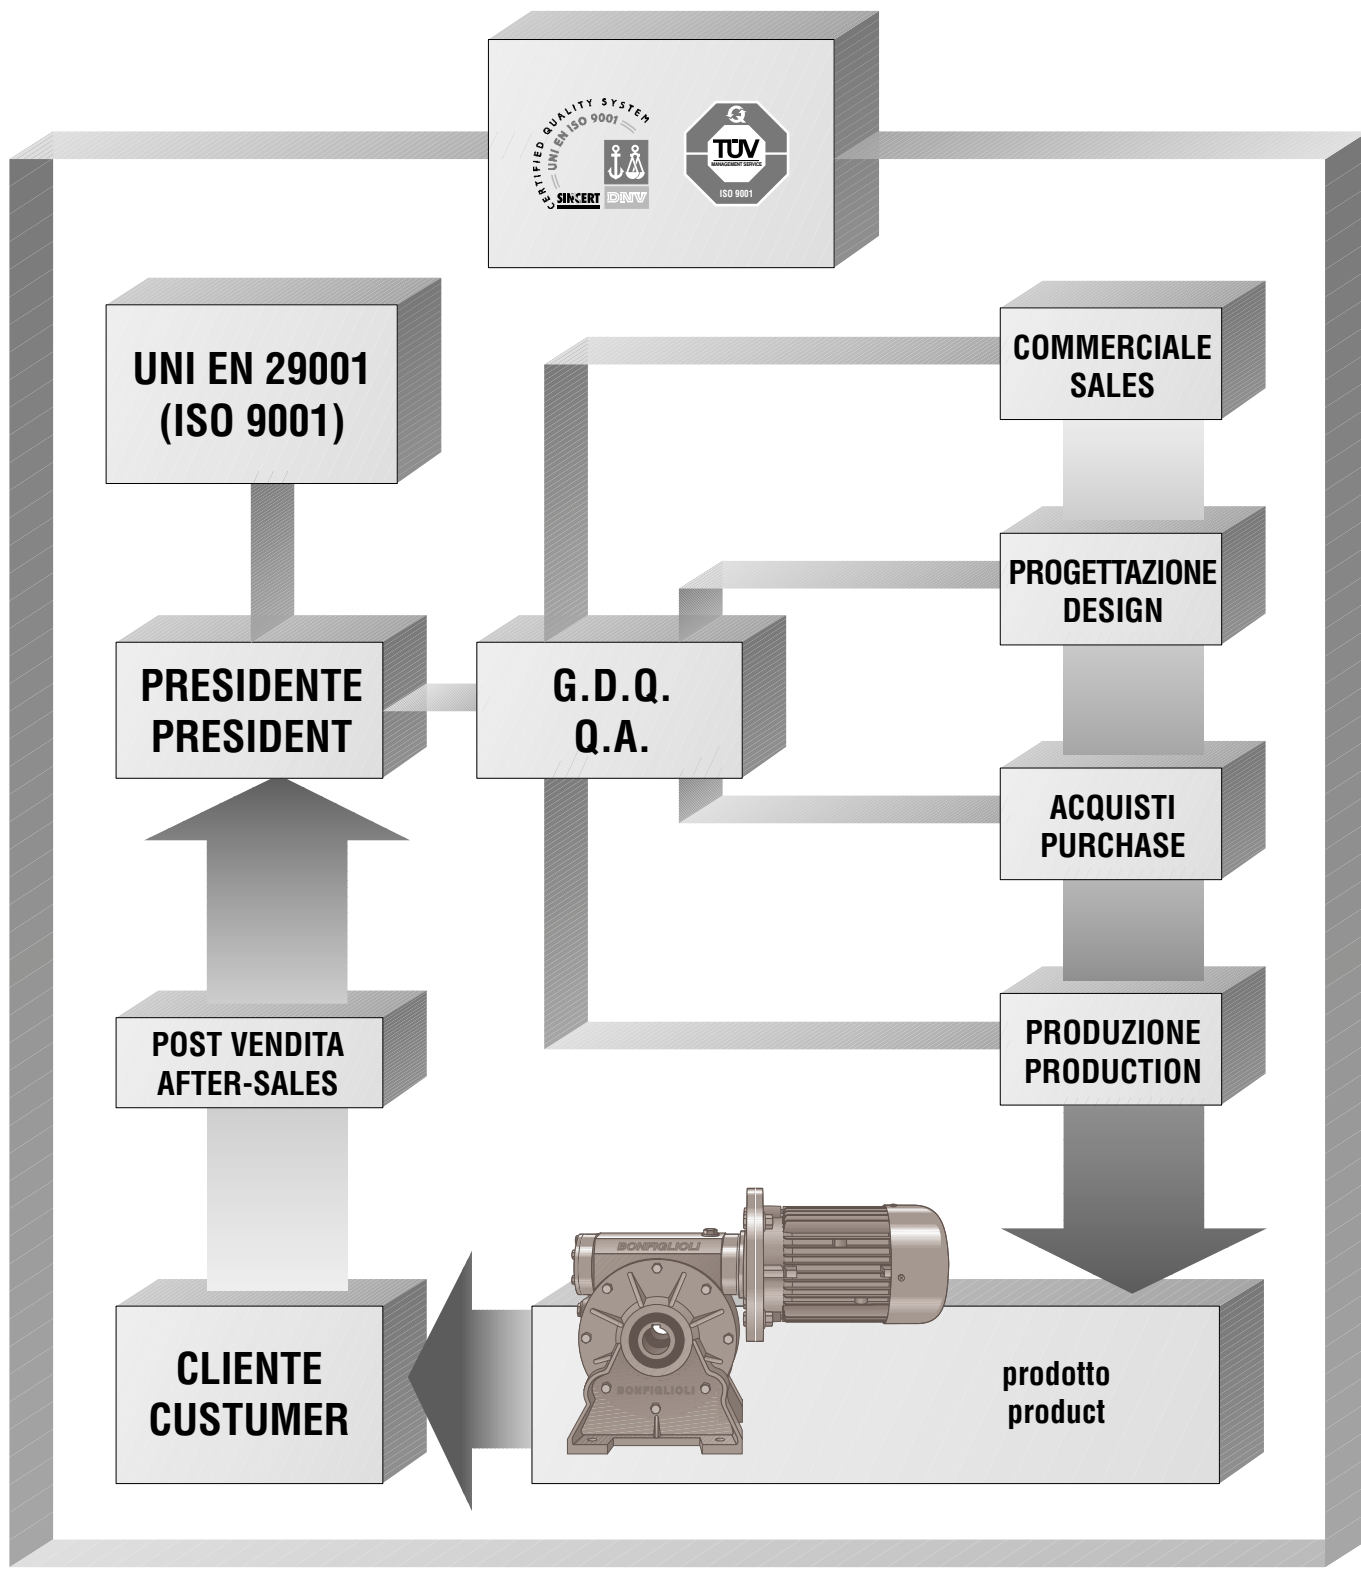 CERTIFIED QUALITY SYSTEM
UNI EN ISO 9001
SINCERT
DNV
Q
TÜV
MANAGEMENT SERVICE
ISO 9001
UNI EN 29001
(ISO 9001)
COMMERCIALE
SALES
PROGETTAZIONE
DESIGN
PRESIDENTE
PRESIDENT
G.D.Q.
Q.A.
ACQUISTI
PURCHASE
POST VENDITA
AFTER-SALES
PRODUZIONE
PRODUCTION
BONFIGLIOLI
BONFIGLIOLI
CLIENTE
CUSTUMER
prodotto
product